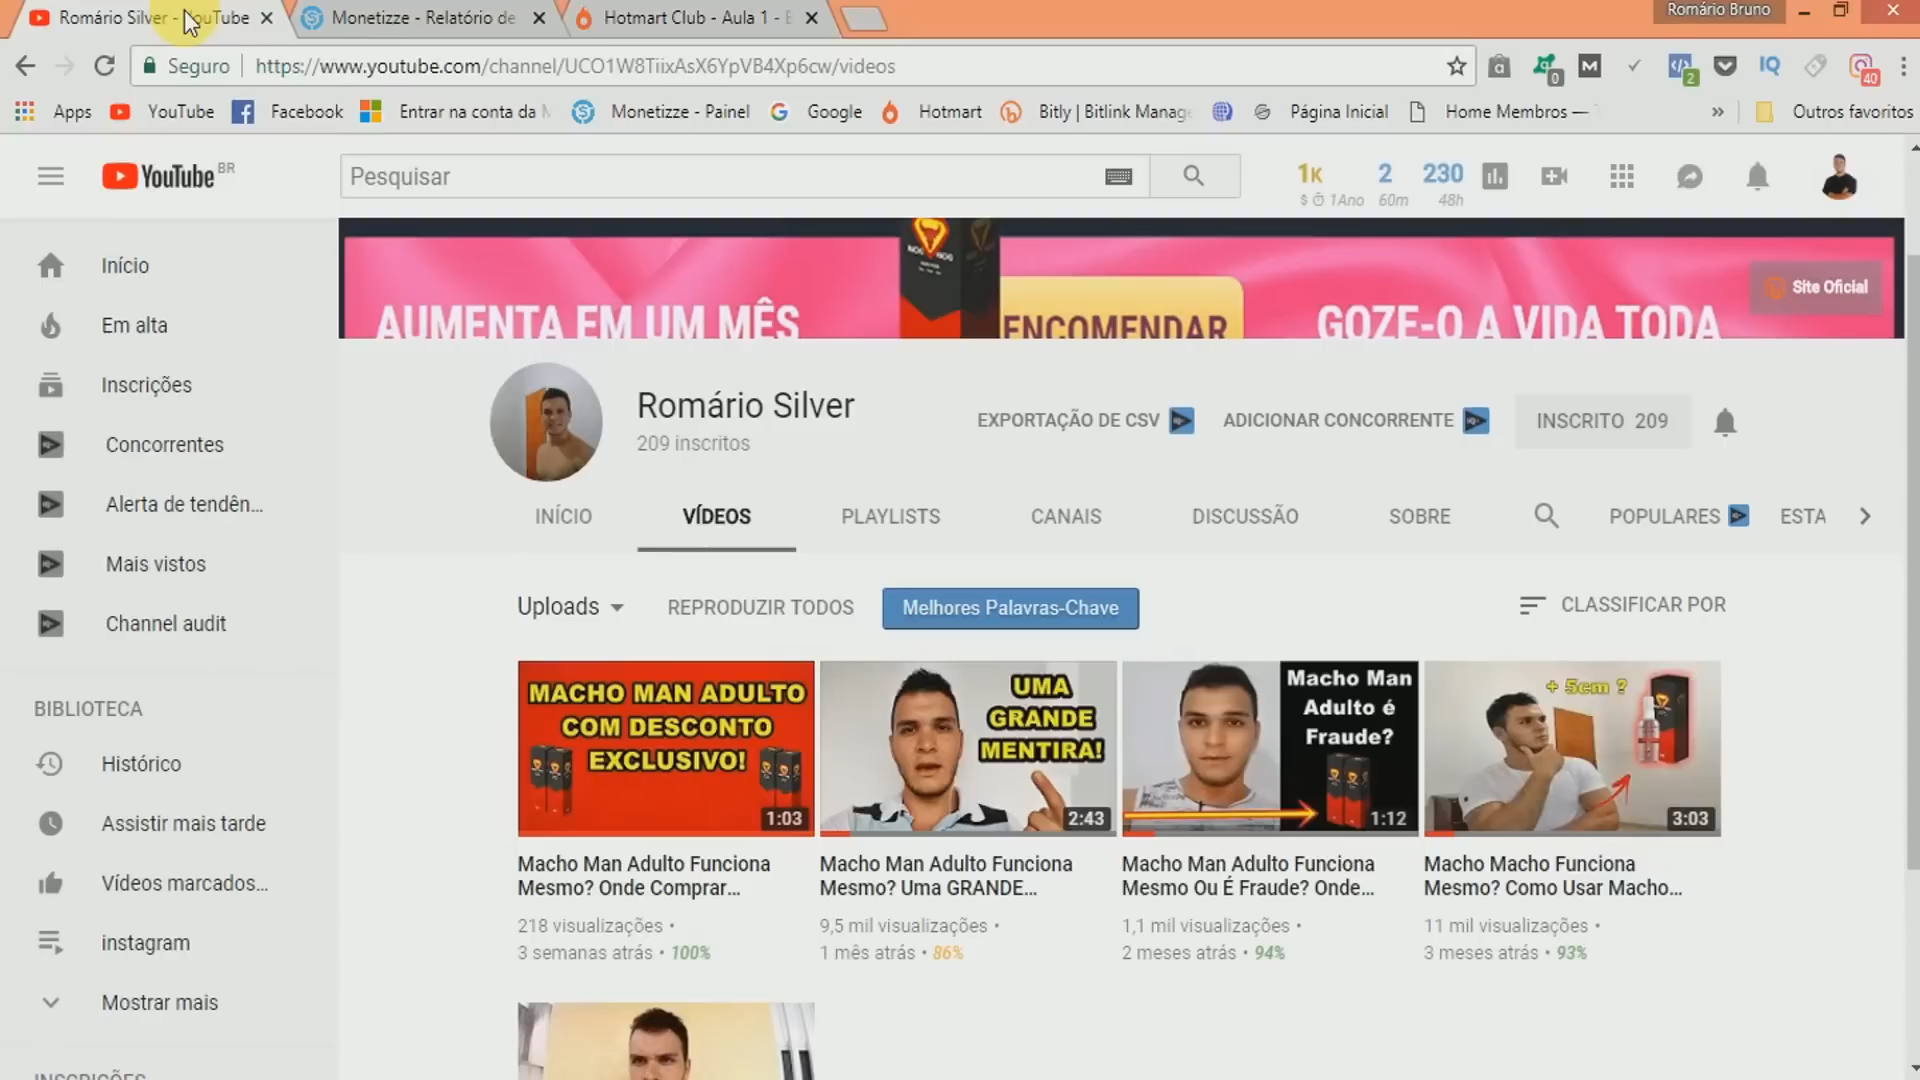 Romário Silver - YouTube
Monetizze - Relatório de
Hotmart Club - Aula 1 -
Romário Bruno
Seguro
https://www.youtube.com/channel/UCO1W8TiixAsX6YpVB4Xp6cw/videos
0
2
IQ
40
Apps
YouTube
Facebook
Entrar na conta da
Monetizze - Painel
Google
Hotmart
Bitly | Bitlink Manag
Página Inicial
Home Membros —
»
Outros favoritos
YouTube BR
Pesquisar
1K
2
230
$ 1Ano
60m
48h
Início
Em alta
Inscrições
Concorrentes
Alerta de tendên...
Mais vistos
Channel audit
BIBLIOTECA
Histórico
Assistir mais tarde
Vídeos marcados...
instagram
Mostrar mais
INSCRIÇÕES
AUMENTA EM UM MÊS
ENCOMENDAR
GOZE-O A VIDA TODA
Site Oficial
Romário Silver
209 inscritos
EXPORTAÇÃO DE CSV
ADICIONAR CONCORRENTE
INSCRITO 209
INÍCIO
VÍDEOS
PLAYLISTS
CANAIS
DISCUSSÃO
SOBRE
POPULARES
ESTA
Uploads
REPRODUZIR TODOS
Melhores Palavras-Chave
CLASSIFICAR POR
MACHO MAN ADULTO
COM DESCONTO
EXCLUSIVO!
1:03
UMA
GRANDE
MENTIRA!
2:43
Macho Man
Adulto é
Fraude?
1:12
+ 5cm ?
3:03
Macho Man Adulto Funciona
Mesmo? Onde Comprar...
218 visualizações •
3 semanas atrás • 100%
Macho Man Adulto Funciona
Mesmo? Uma GRANDE...
9,5 mil visualizações •
1 mês atrás • 86%
Macho Man Adulto Funciona
Mesmo Ou É Fraude? Onde...
1,1 mil visualizações •
2 meses atrás • 94%
Macho Macho Funciona
Mesmo? Como Usar Macho...
11 mil visualizações •
3 meses atrás • 93%